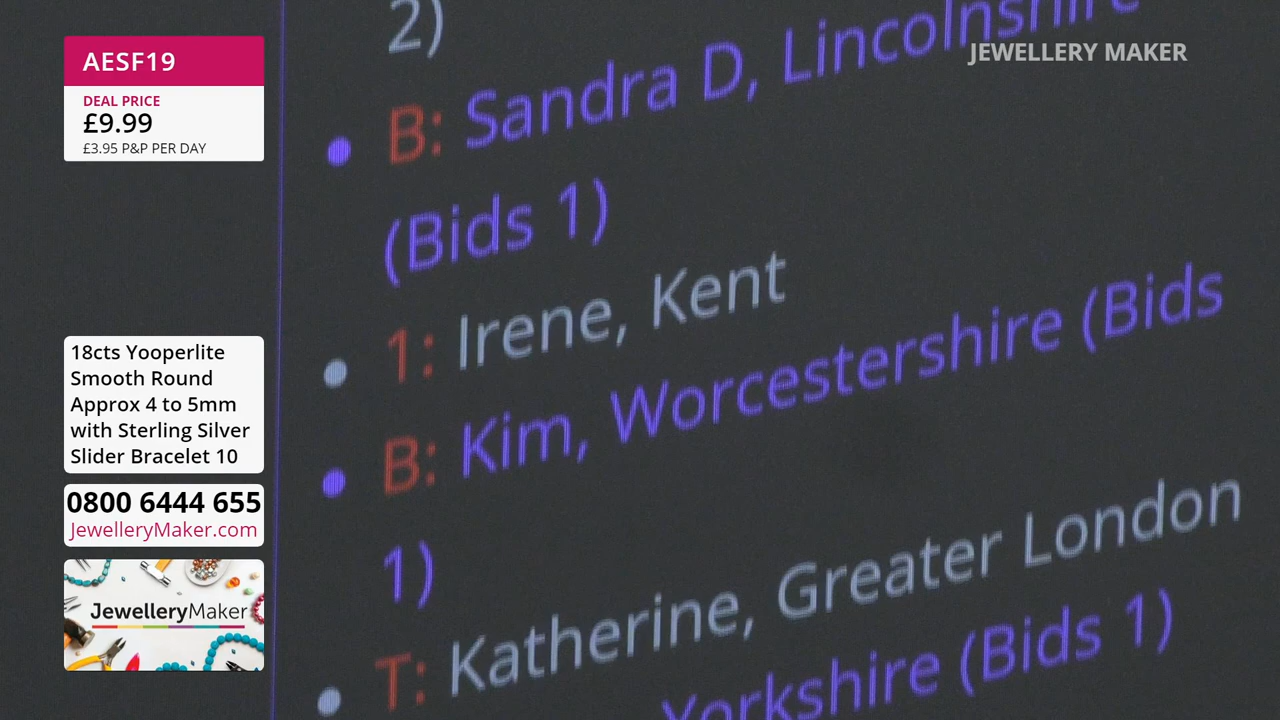 AESF19
DEAL PRICE
£9.99
£3.95 P&P PER DAY
18cts Yooperlite
Smooth Round
Approx 4 to 5mm
with Sterling Silver
Slider Bracelet 10
0800 6444 655
JewelleryMaker.com
JewelleryMaker
JEWELLERY MAKER
2)
B: Sandra D, Lincolnshire
(Bids 1)
1: Irene, Kent
B: Kim, Worcestershire (Bids
1)
T: Katherine, Greater London
Yorkshire (Bids 1)